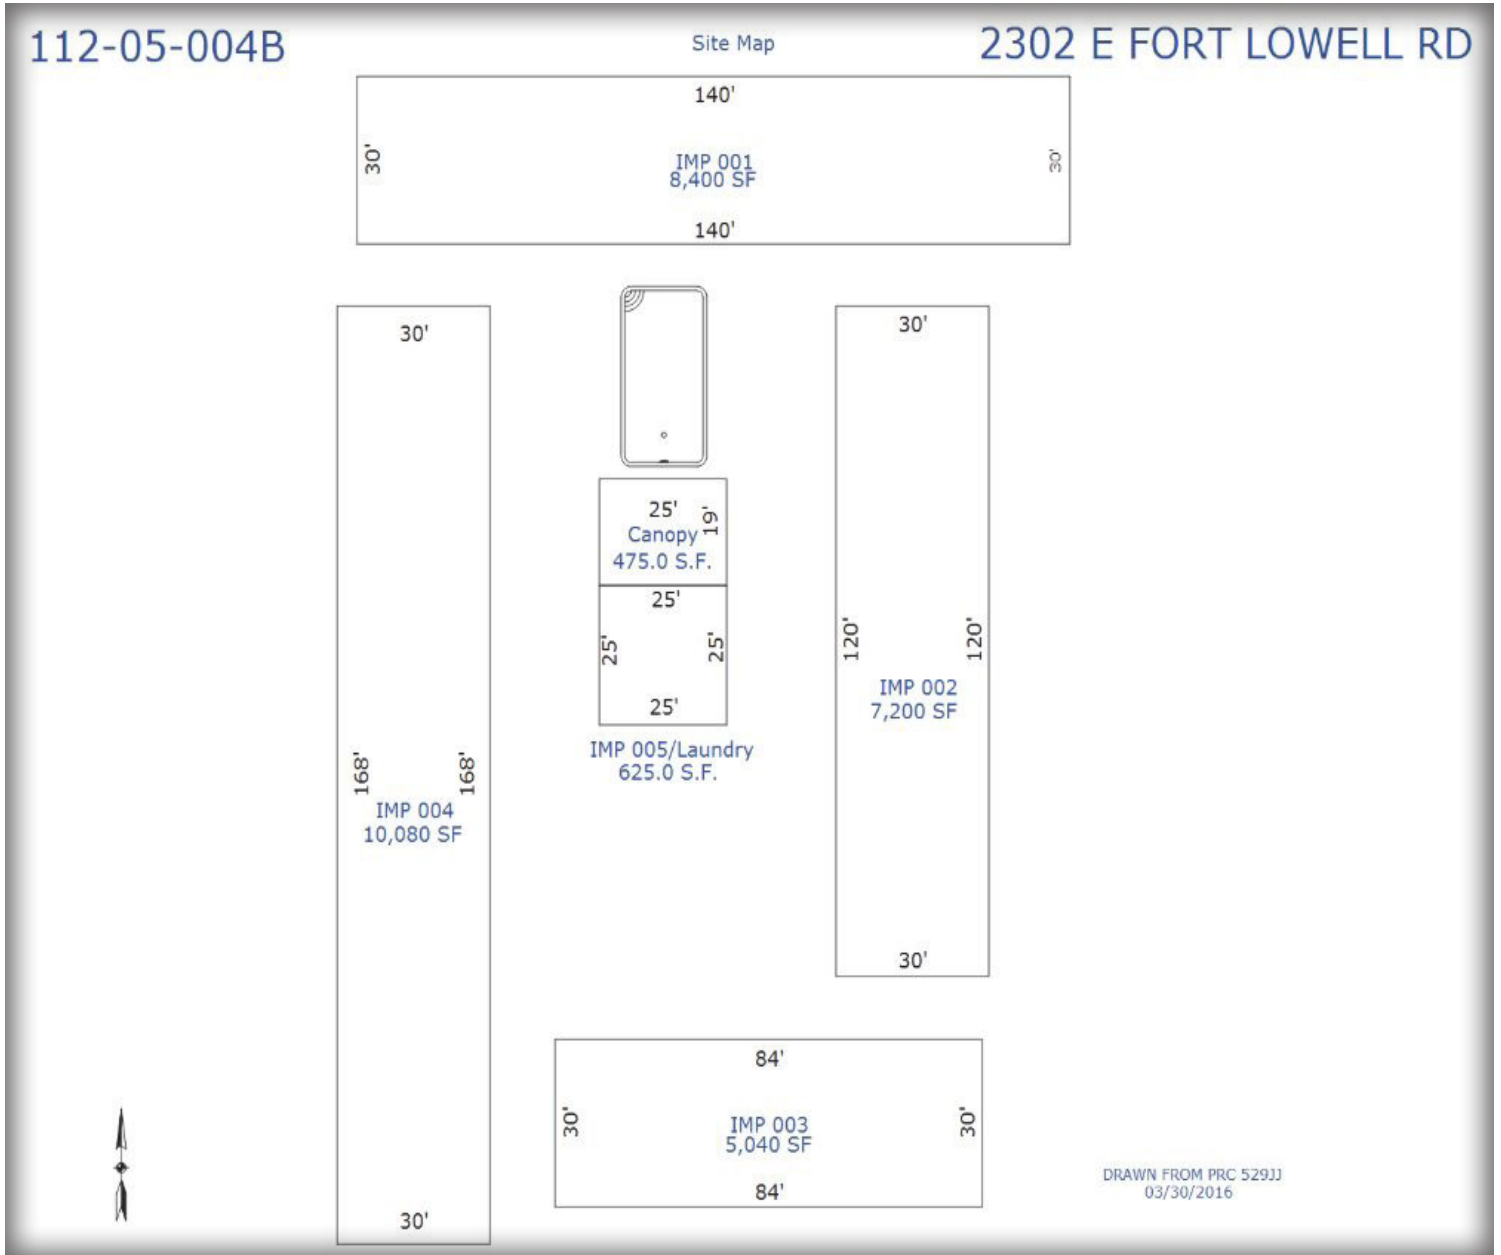 112-05-004B
Site Map
2302 E FORT LOWELL RD
140'
30'
30'
IMP 001
8,400 SF
140'
30'
168'
168'
IMP 004
10,080 SF
30'
25'
19'
Canopy
475.0 S.F.
25'
25'
25'
25'
IMP 005/Laundry
625.0 S.F.
30'
120'
120'
IMP 002
7,200 SF
30'
84'
30'
30'
IMP 003
5,040 SF
84'
DRAWN FROM PRC 529JJ
03/30/2016